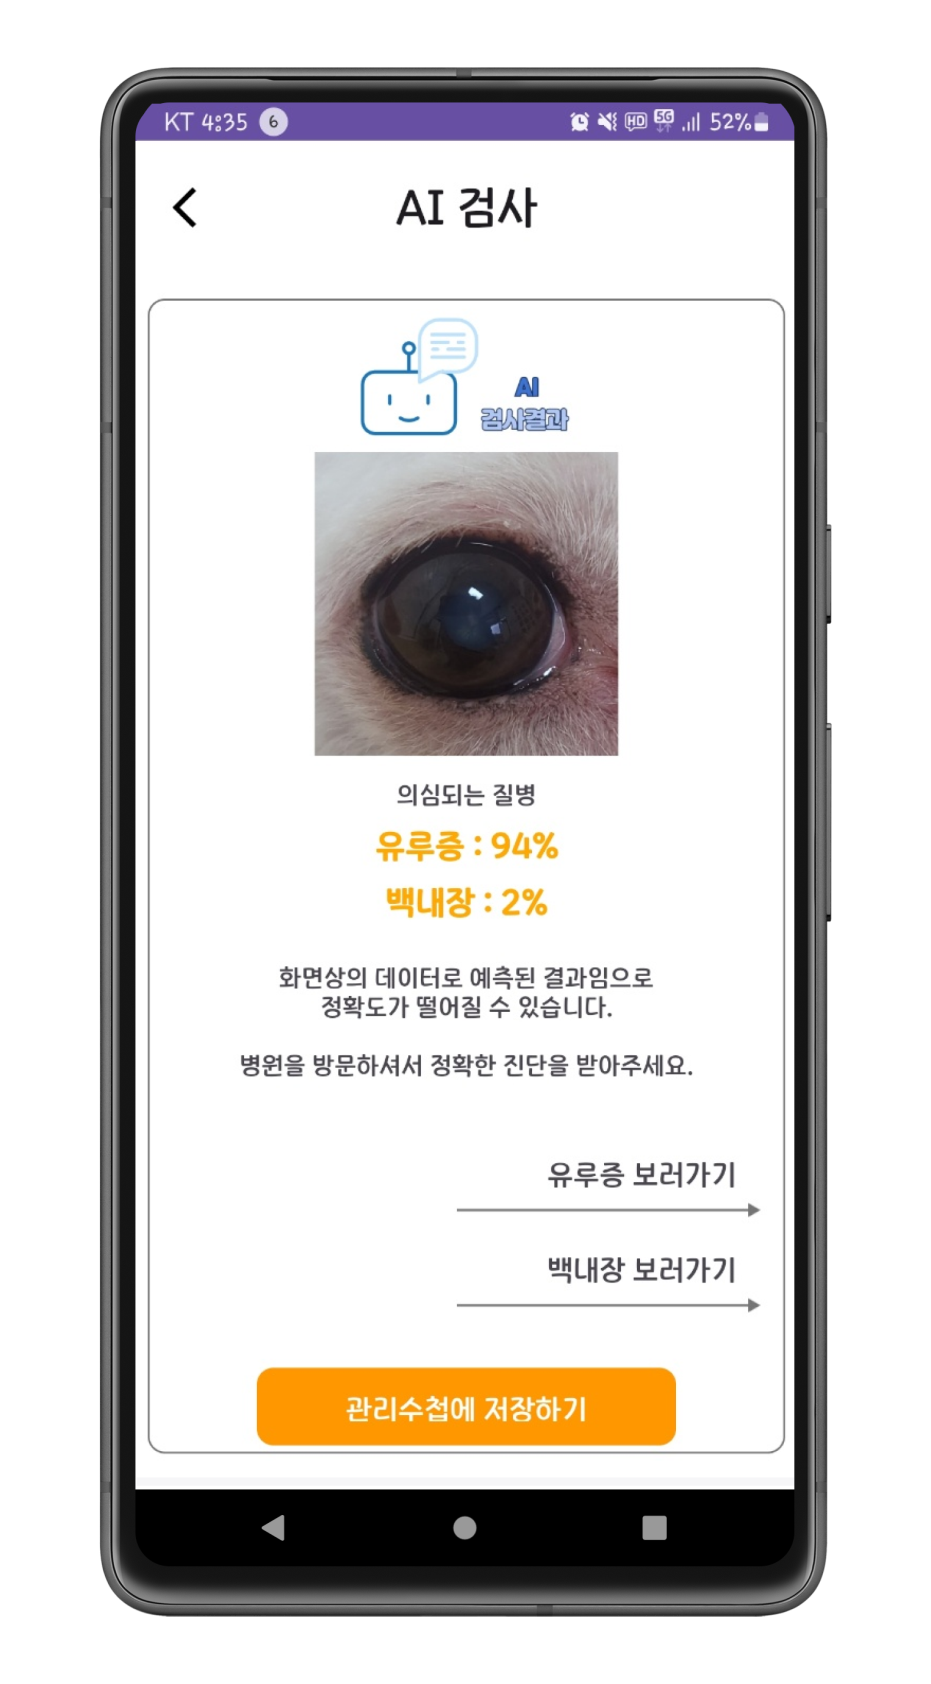 KT 4:35 6 HD 5G 52%
AI 검사
AI
검사결과
의심되는 질병
유루증 : 94%
백내장 : 2%
화면상의 데이터로 예측된 결과임으로
정확도가 떨어질 수 있습니다.
병원을 방문하셔서 정확한 진단을 받아주세요.
유루증 보러가기
백내장 보러가기
관리수첩에 저장하기